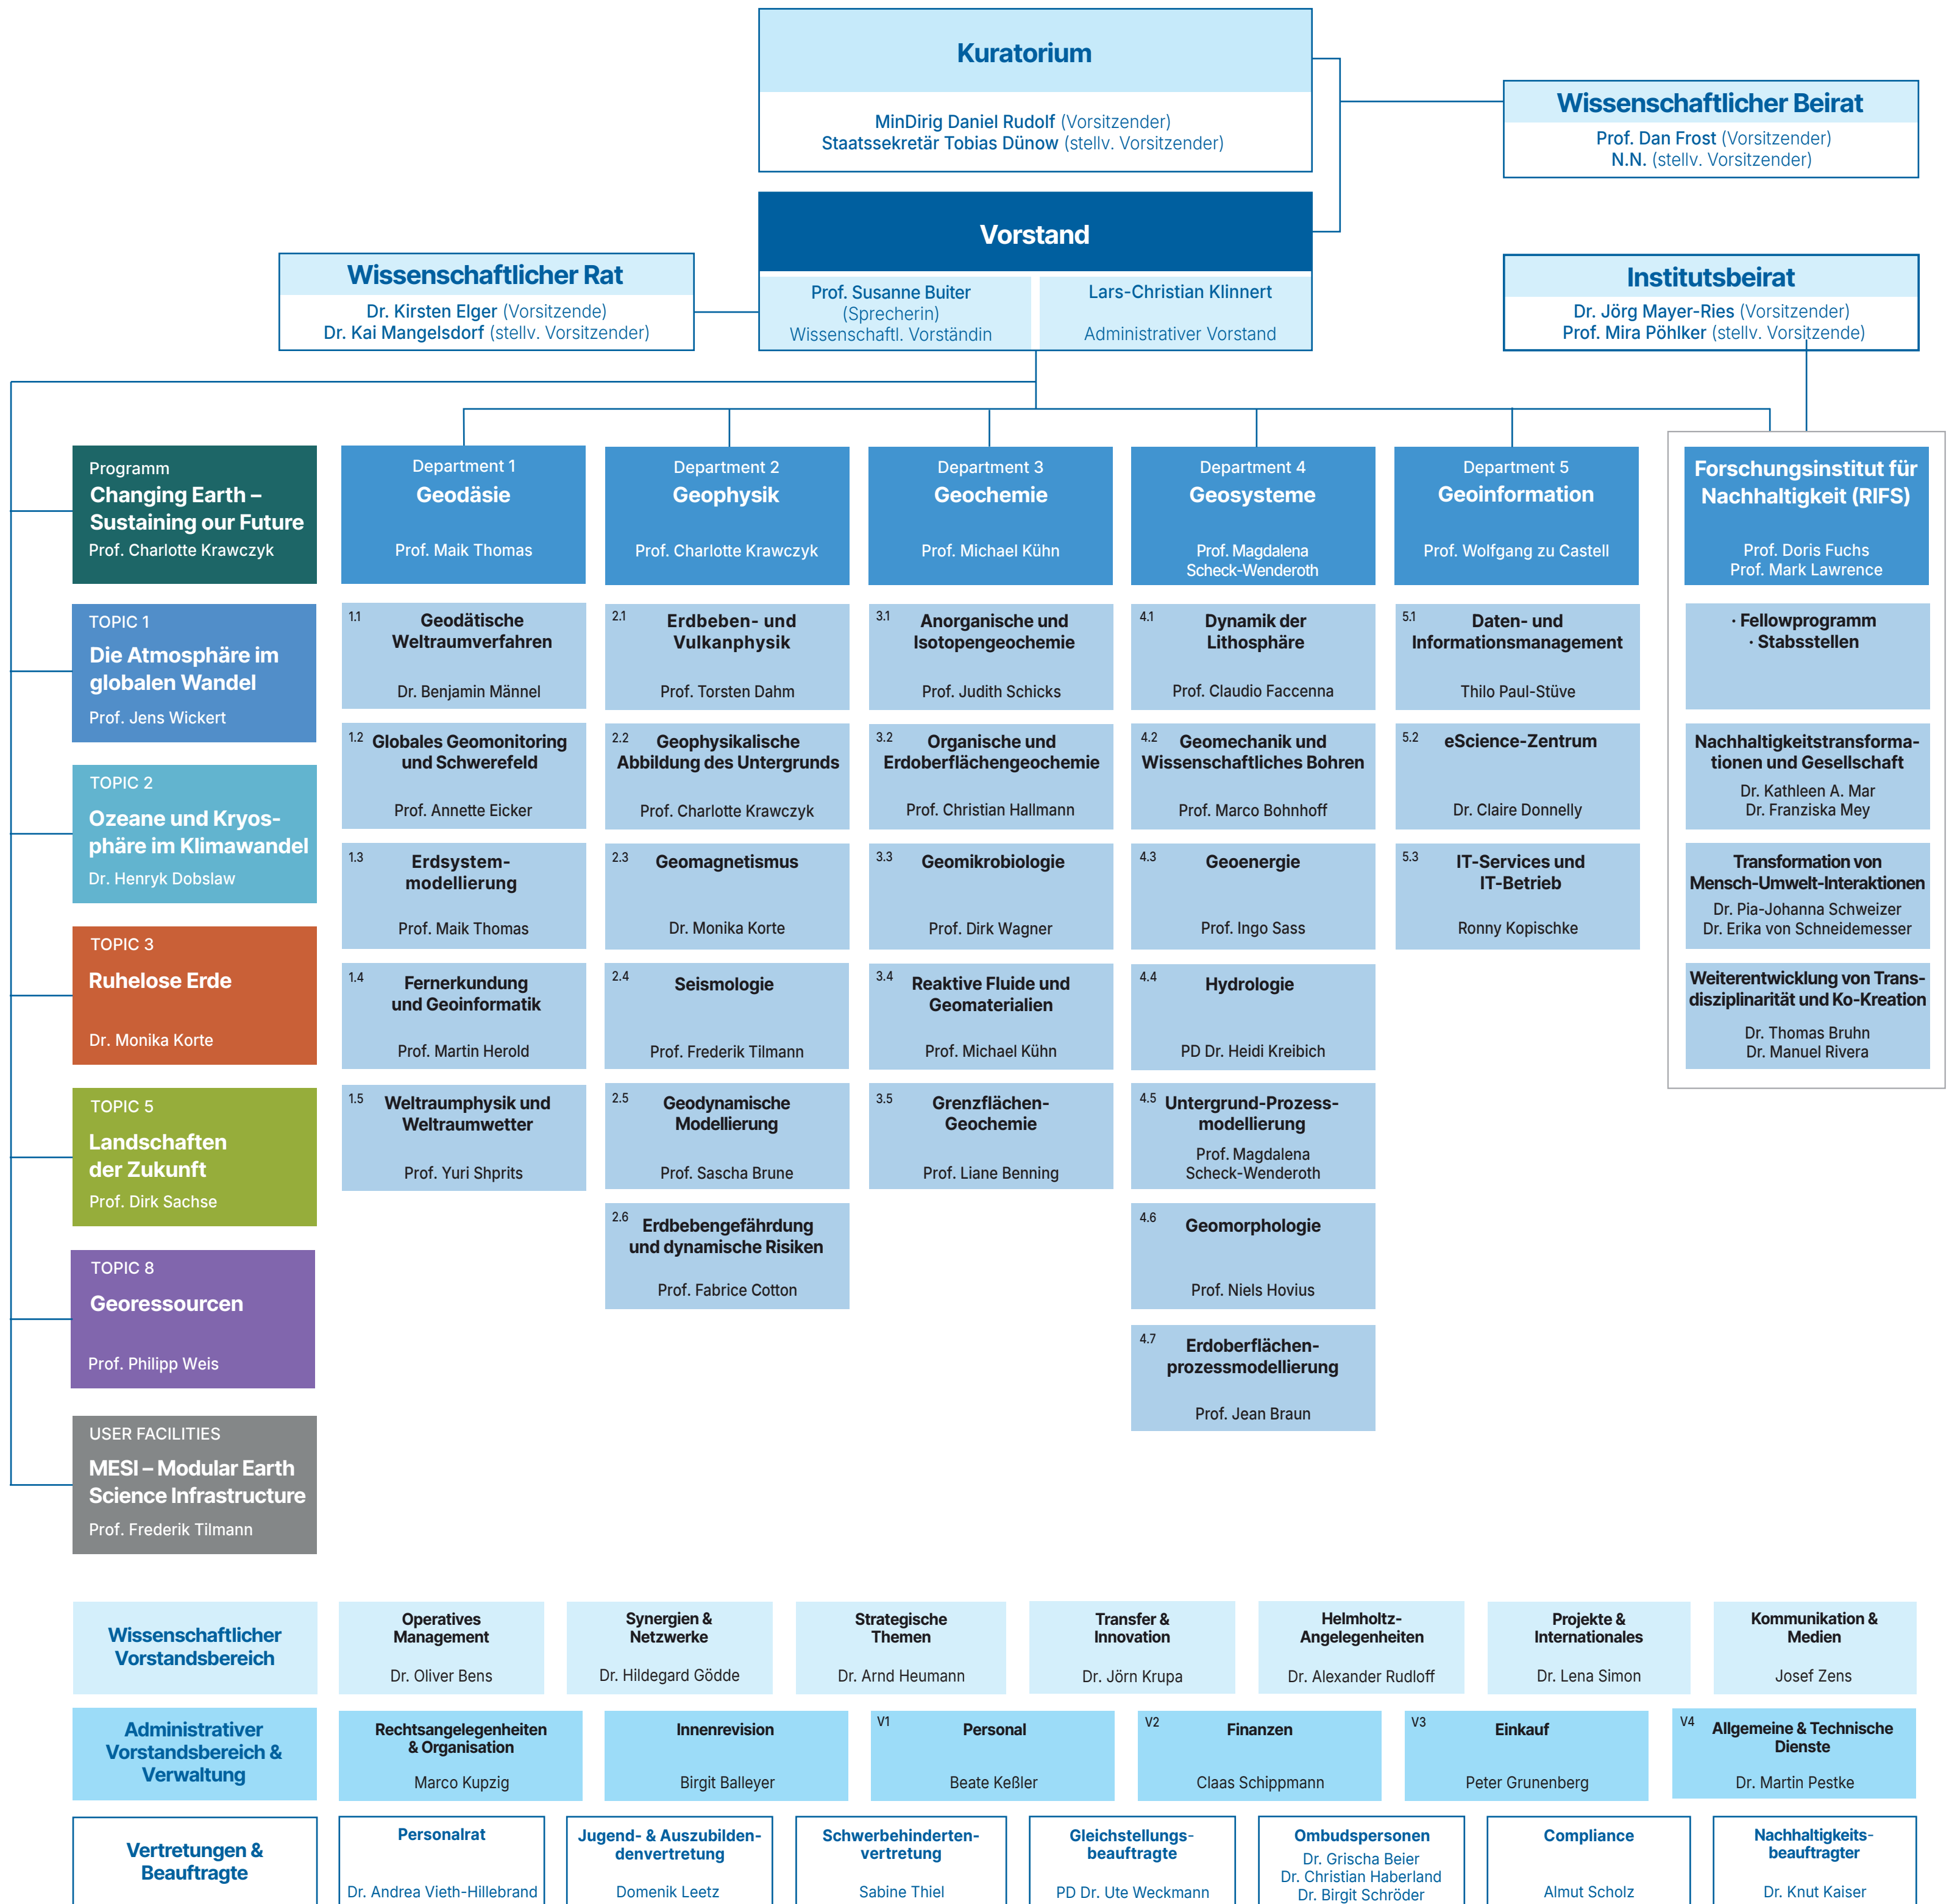 Kuratorium
MinDirig Daniel Rudolf (Vorsitzender)
Staatssekretär Tobias Dünow (stellv. Vorsitzender)
Wissenschaftlicher Beirat
Prof. Dan Frost (Vorsitzender)
N.N. (stellv. Vorsitzender)
Vorstand
Prof. Susanne Buiter
(Sprecherin)
Wissenschaftl. Vorständin
Lars-Christian Klinnert
Administrativer Vorstand
Wissenschaftlicher Rat
Dr. Kirsten Elger (Vorsitzende)
Dr. Kai Mangelsdorf (stellv. Vorsitzender)
Institutsbeirat
Dr. Jörg Mayer-Ries (Vorsitzender)
Prof. Mira Pöhlker (stellv. Vorsitzende)
Programm
Changing Earth –
Sustaining our Future
Prof. Charlotte Krawczyk
TOPIC 1
Die Atmosphäre im
globalen Wandel
Prof. Jens Wickert
TOPIC 2
Ozeane und Kryos-
phäre im Klimawandel
Dr. Henryk Dobslaw
TOPIC 3
Ruhelose Erde
Dr. Monika Korte
TOPIC 5
Landschaften
der Zukunft
Prof. Dirk Sachse
TOPIC 8
Georessourcen
Prof. Philipp Weis
USER FACILITIES
MESI – Modular Earth
Science Infrastructure
Prof. Frederik Tilmann
Department 1
Geodäsie
Prof. Maik Thomas
1.1 Geodätische
Weltraumverfahren
Dr. Benjamin Männel
1.2 Globales Geomonitoring
und Schwerefeld
Prof. Annette Eicker
1.3 Erdsystem-
modellierung
Prof. Maik Thomas
1.4 Fernerkundung
und Geoinformatik
Prof. Martin Herold
1.5 Weltraumphysik und
Weltraumwetter
Prof. Yuri Shprits
Department 2
Geophysik
Prof. Charlotte Krawczyk
2.1 Erdbeben- und
Vulkanphysik
Prof. Torsten Dahm
2.2 Geophysikalische
Abbildung des Untergrunds
Prof. Charlotte Krawczyk
2.3 Geomagnetismus
Dr. Monika Korte
2.4 Seismologie
Prof. Frederik Tilmann
2.5 Geodynamische
Modellierung
Prof. Sascha Brune
2.6 Erdbebengefährdung
und dynamische Risiken
Prof. Fabrice Cotton
Department 3
Geochemie
Prof. Michael Kühn
3.1 Anorganische und
Isotopengeochemie
Prof. Judith Schicks
3.2 Organische und
Erdoberflächengeochemie
Prof. Christian Hallmann
3.3 Geomikrobiologie
Prof. Dirk Wagner
3.4 Reaktive Fluide und
Geomaterialien
Prof. Michael Kühn
3.5 Grenzflächen-
Geochemie
Prof. Liane Benning
Department 4
Geosysteme
Prof. Magdalena
Scheck-Wenderoth
4.1 Dynamik der
Lithosphäre
Prof. Claudio Faccenna
4.2 Geomechanik und
Wissenschaftliches Bohren
Prof. Marco Bohnhoff
4.3 Geoenergie
Prof. Ingo Sass
4.4 Hydrologie
PD Dr. Heidi Kreibich
4.5 Untergrund-Prozess-
modellierung
Prof. Magdalena
Scheck-Wenderoth
4.6 Geomorphologie
Prof. Niels Hovius
4.7 Erdoberflächen-
prozessmodellierung
Prof. Jean Braun
Department 5
Geoinformation
Prof. Wolfgang zu Castell
5.1 Daten- und
Informationsmanagement
Thilo Paul-Stüve
5.2 eScience-Zentrum
Dr. Claire Donnelly
5.3 IT-Services und
IT-Betrieb
Ronny Kopischke
Forschungsinstitut für
Nachhaltigkeit (RIFS)
Prof. Doris Fuchs
Prof. Mark Lawrence
· Fellowprogramm
· Stabsstellen
Nachhaltigkeitstransforma-
tionen und Gesellschaft
Dr. Kathleen A. Mar
Dr. Franziska Mey
Transformation von
Mensch-Umwelt-Interaktionen
Dr. Pia-Johanna Schweizer
Dr. Erika von Schneidemesser
Weiterentwicklung von Trans-
disziplinarität und Ko-Kreation
Dr. Thomas Bruhn
Dr. Manuel Rivera
Wissenschaftlicher
Vorstandsbereich
Operatives
Management
Dr. Oliver Bens
Synergien &
Netzwerke
Dr. Hildegard Gödde
Strategische
Themen
Dr. Arnd Heumann
Transfer &
Innovation
Dr. Jörn Krupa
Helmholtz-
Angelegenheiten
Dr. Alexander Rudloff
Projekte &
Internationales
Dr. Lena Simon
Kommunikation &
Medien
Josef Zens
Administrativer
Vorstandsbereich &
Verwaltung
Rechtsangelegenheiten
& Organisation
Marco Kupzig
Innenrevision
Birgit Balleyer
V1 Personal
Beate Keßler
V2 Finanzen
Claas Schippmann
V3 Einkauf
Peter Grunenberg
V4 Allgemeine & Technische
Dienste
Dr. Martin Pestke
Vertretungen &
Beauftragte
Personalrat
Dr. Andrea Vieth-Hillebrand
Jugend- & Auszubilden-
denvertretung
Domenik Leetz
Schwerbehinderten-
vertretung
Sabine Thiel
Gleichstellungs-
beauftragte
PD Dr. Ute Weckmann
Ombudspersonen
Dr. Grischa Beier
Dr. Christian Haberland
Dr. Birgit Schröder
Compliance
Almut Scholz
Nachhaltigkeits-
beauftragter
Dr. Knut Kaiser